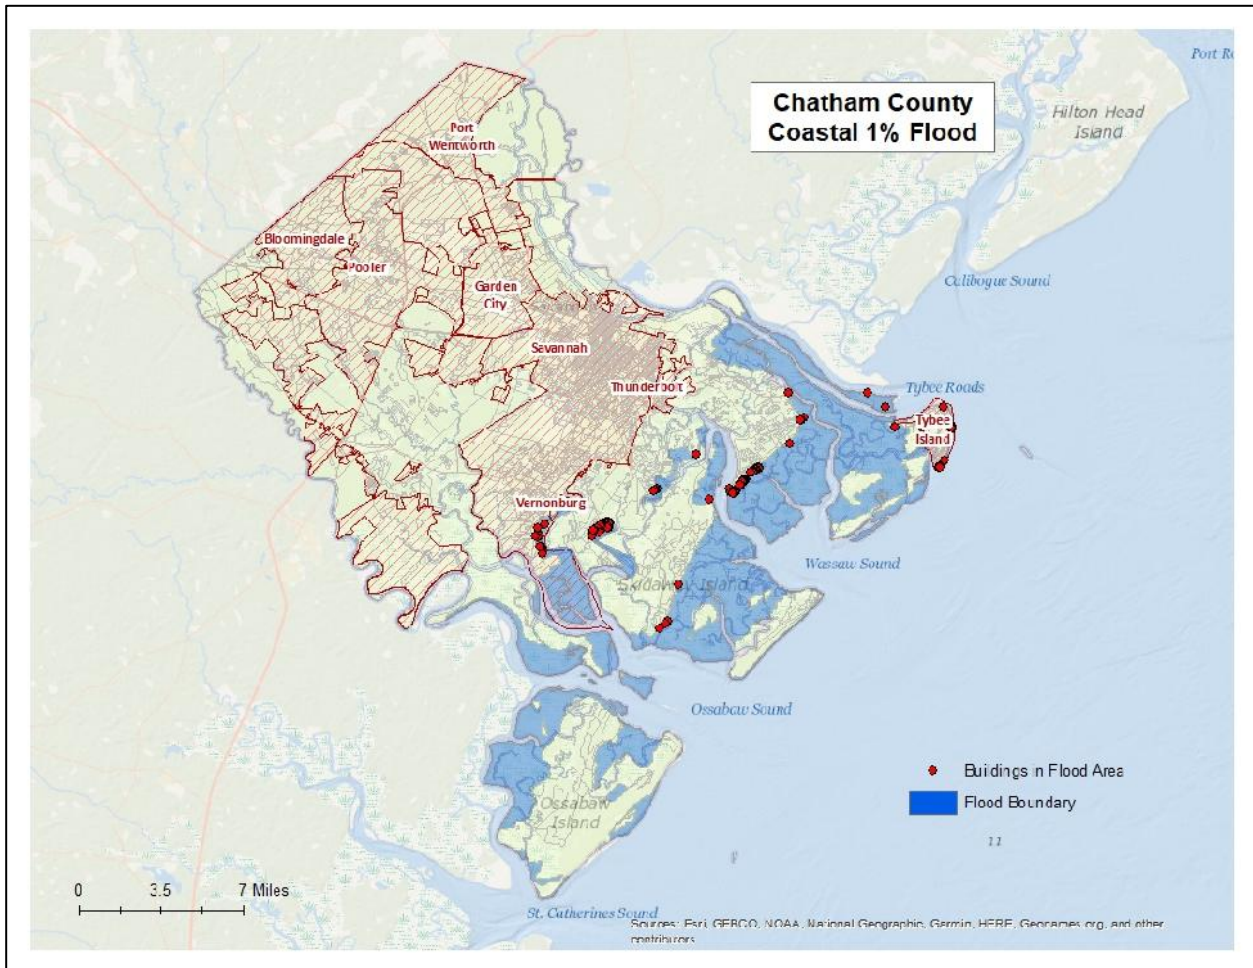 Port Ro
Chatham County
Coastal 1% Flood
Hilton Head
Island
Port
Wentworth
Bloomingdale
Pooler
Garden
City
Calibogue Sound
Savannah
Thunderbolt
Tybee Roads
Tybee
Island
Vernonburg
Wassaw Sound
Skidaway Island
Ossabaw Sound
Buildings in Flood Area
Flood Boundary
Ossabaw
Island
11
0 3.5 7 Miles
St. Catherines Sound
Sources: Esri, GEBCO, NOAA, National Geographic, Garmin, HERE, Geonames.org, and other
contributors